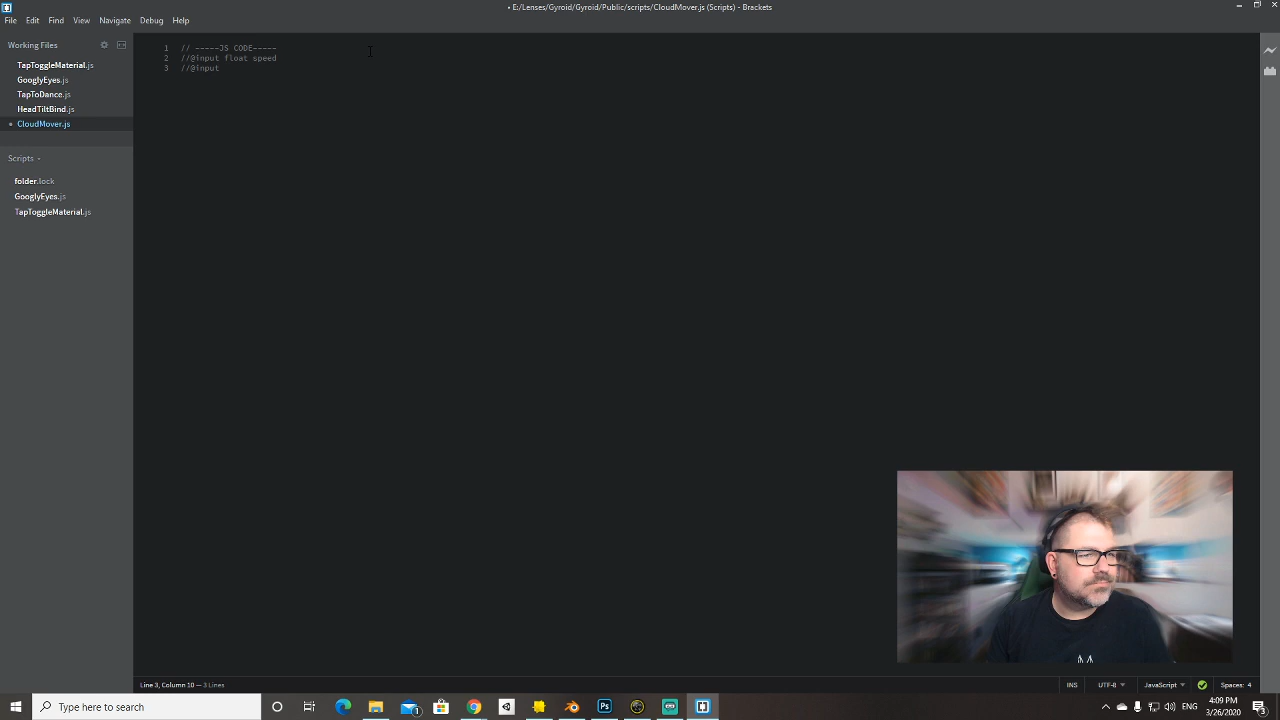 • E:/Lenses/Gyroid/Gyroid/Public/scripts/CloudMover.js (Scripts) - Brackets
File Edit Find View Navigate Debug Help
Working Files
TapToggleMaterial.js
GooglyEyes.js
TapToDance.js
HeadTiltBind.js
CloudMover.js
Scripts
folder.lock
GooglyEyes.js
TapToggleMaterial.js
1 // -----JS CODE-----
2 //@input float speed
3 //@input
Line 3, Column 10 — 3 Lines
INS UTF-8 JavaScript Spaces: 4
Type here to search
1
Ps
ENG
4:09 PM
3/26/2020
2